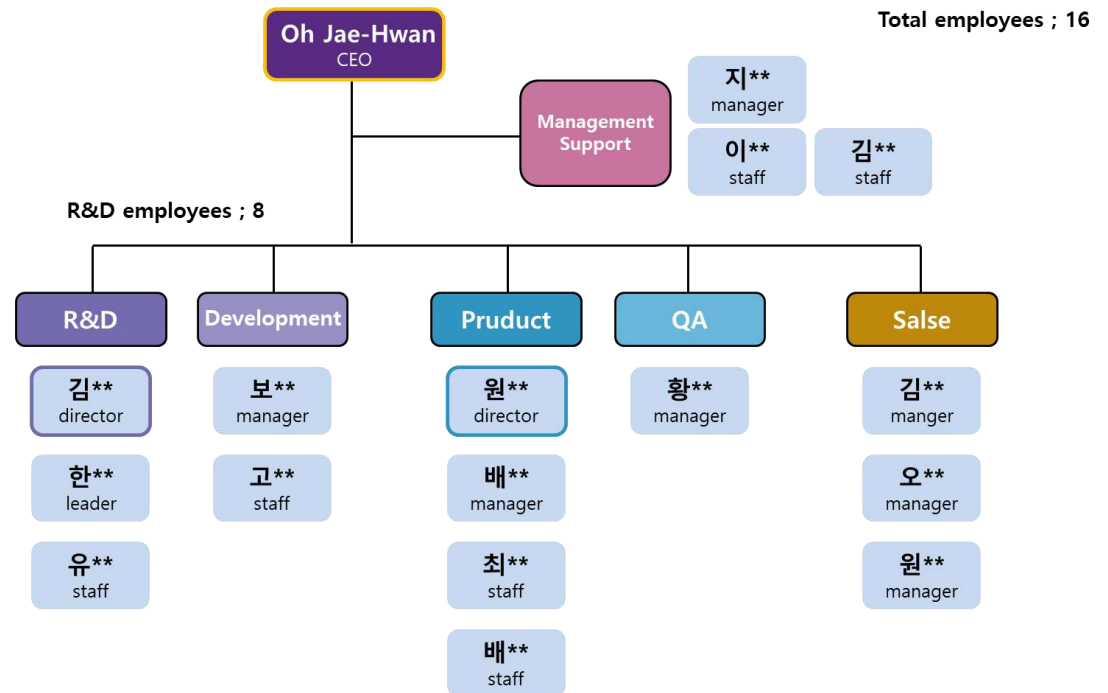 Oh Jae-Hwan
CEO
Total employees ; 16
Management
Support
지**
manager
이**
staff
김**
staff
R&D employees ; 8
R&D
김**
director
한**
leader
유**
staff
Development
보**
manager
고**
staff
Pruduct
원**
director
배**
manager
최**
staff
배**
staff
QA
황**
manager
Salse
김**
manger
오**
manager
원**
manager